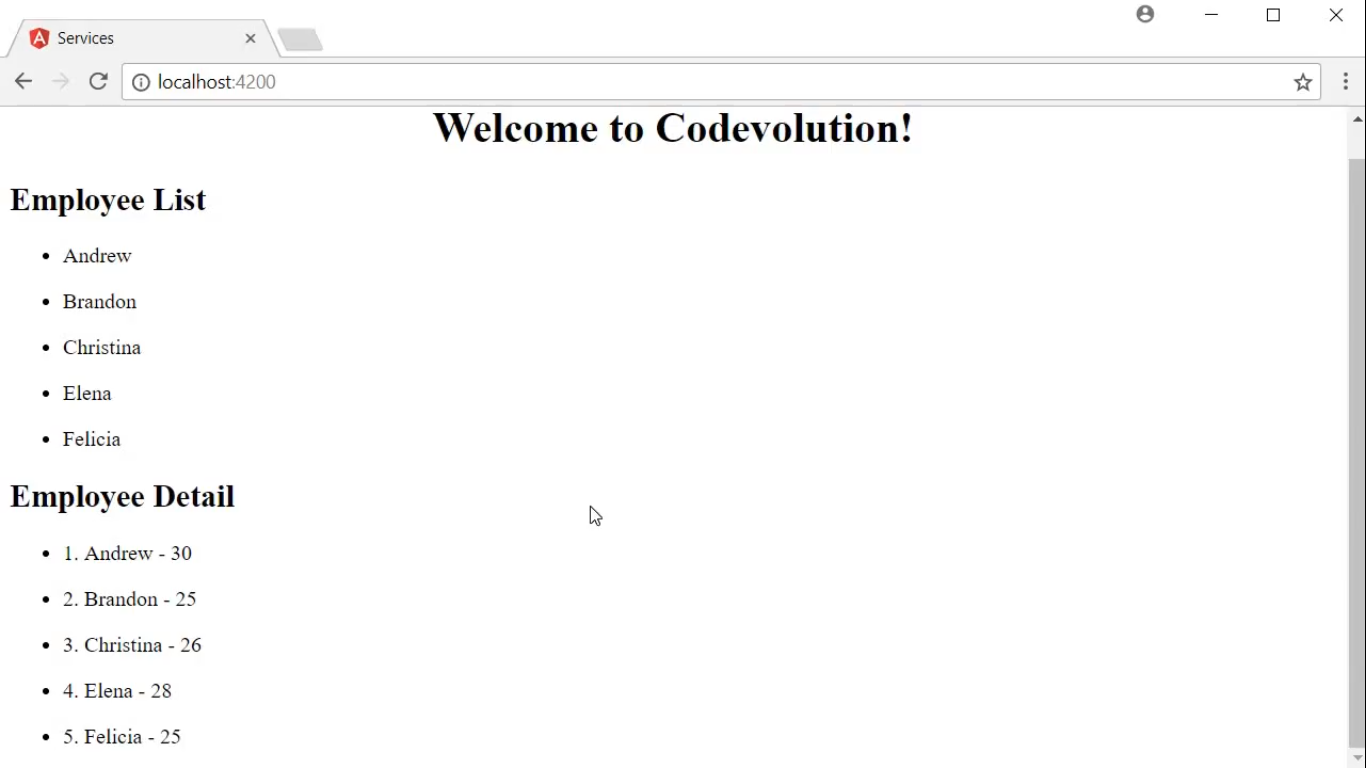 Services
localhost:4200
Welcome to Codevolution!
Employee List
• Andrew
• Brandon
• Christina
• Elena
• Felicia
Employee Detail
• 1. Andrew - 30
• 2. Brandon - 25
• 3. Christina - 26
• 4. Elena - 28
• 5. Felicia - 25